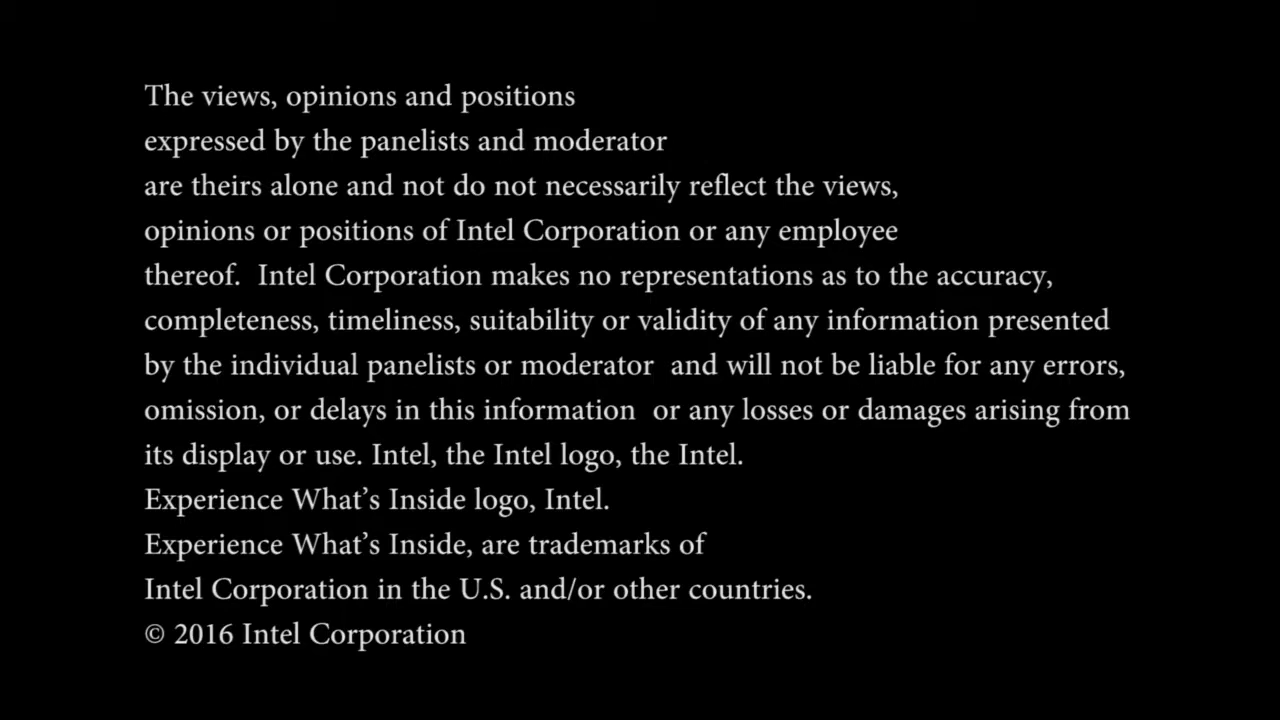 The views, opinions and positions
expressed by the panelists and moderator
are theirs alone and not do not necessarily reflect the views,
opinions or positions of Intel Corporation or any employee
thereof.  Intel Corporation makes no representations as to the accuracy,
completeness, timeliness, suitability or validity of any information presented
by the individual panelists or moderator  and will not be liable for any errors,
omission, or delays in this information  or any losses or damages arising from
its display or use. Intel, the Intel logo, the Intel.
Experience What’s Inside logo, Intel.
Experience What’s Inside, are trademarks of
Intel Corporation in the U.S. and/or other countries.
© 2016 Intel Corporation